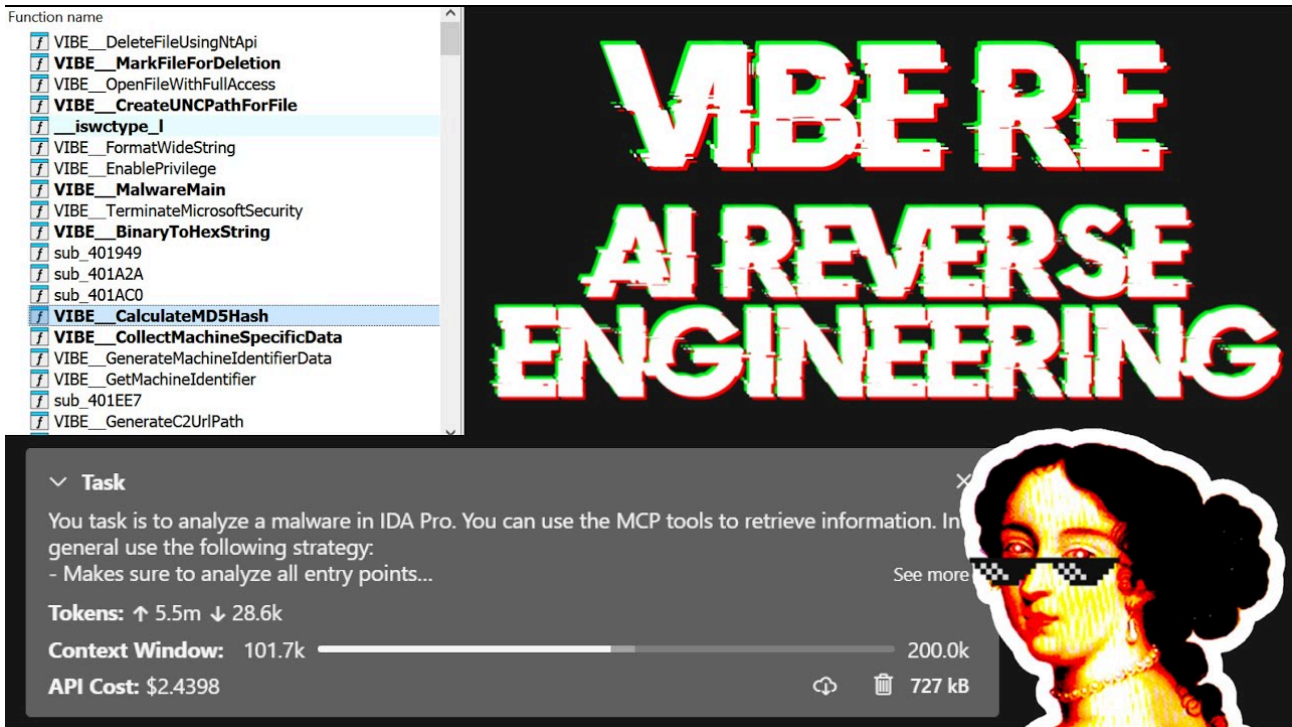 Function name
f VIBE__DeleteFileUsingNtApi
f VIBE__MarkFileForDeletion
f VIBE__OpenFileWithFullAccess
f VIBE__CreateUNCPathForFile
f __iswctype_l
f VIBE__FormatWideString
f VIBE__EnablePrivilege
f VIBE__MalwareMain
f VIBE__TerminateMicrosoftSecurity
f VIBE__BinaryToHexString
f sub_401949
f sub_401A2A
f sub_401AC0
f VIBE__CalculateMD5Hash
f VIBE__CollectMachineSpecificData
f VIBE__GenerateMachineIdentifierData
f VIBE__GetMachineIdentifier
f sub_401EE7
f VIBE__GenerateC2UrlPath
VIBE RE
AI REVERSE
ENGINEERING
Task
You task is to analyze a malware in IDA Pro. You can use the MCP tools to retrieve information. In
general use the following strategy:
- Makes sure to analyze all entry points...
See more
Tokens: ↑ 5.5m ↓ 28.6k
Context Window: 101.7k 200.0k
API Cost: $2.4398 727 kB